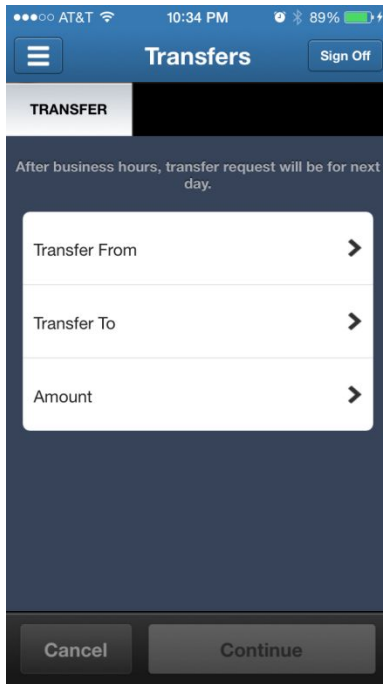 AT&T 10:34 PM 89%
Transfers Sign Off
TRANSFER
After business hours, transfer request will be for next
day.
Transfer From
Transfer To
Amount
Cancel Continue